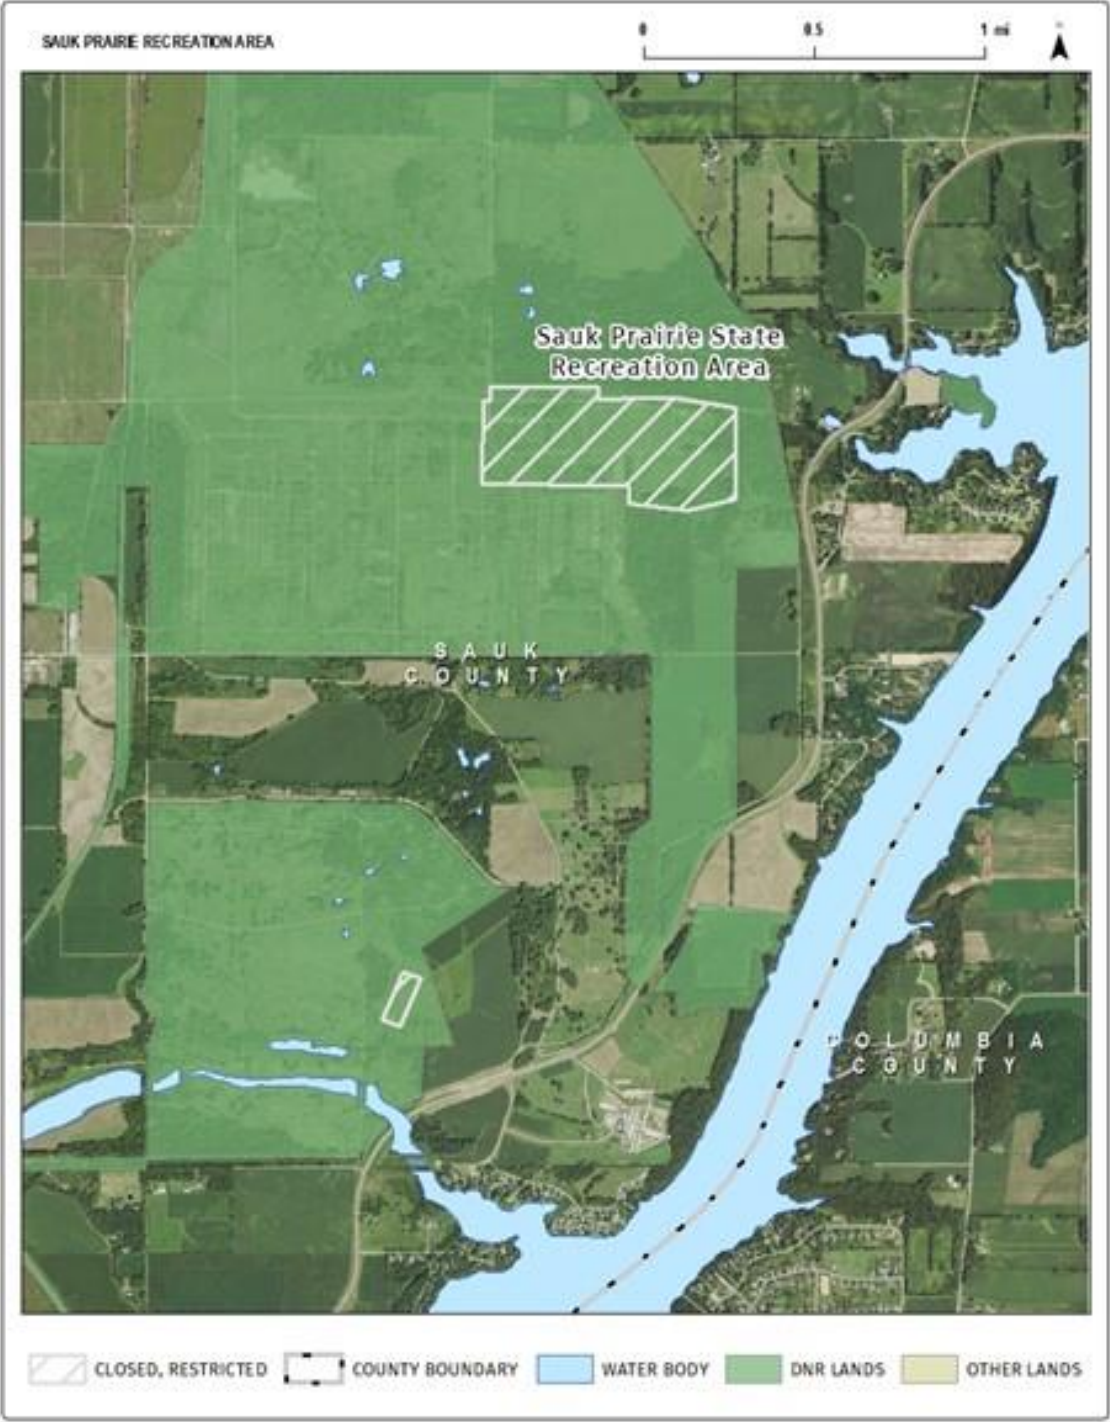 SAUK PRAIRIE RECREATION AREA
0 0.5 1 mi
Sauk Prairie State
Recreation Area
SAUK
COUNTY
COLUMBIA
COUNTY
CLOSED, RESTRICTED
COUNTY BOUNDARY
WATER BODY
DNR LANDS
OTHER LANDS